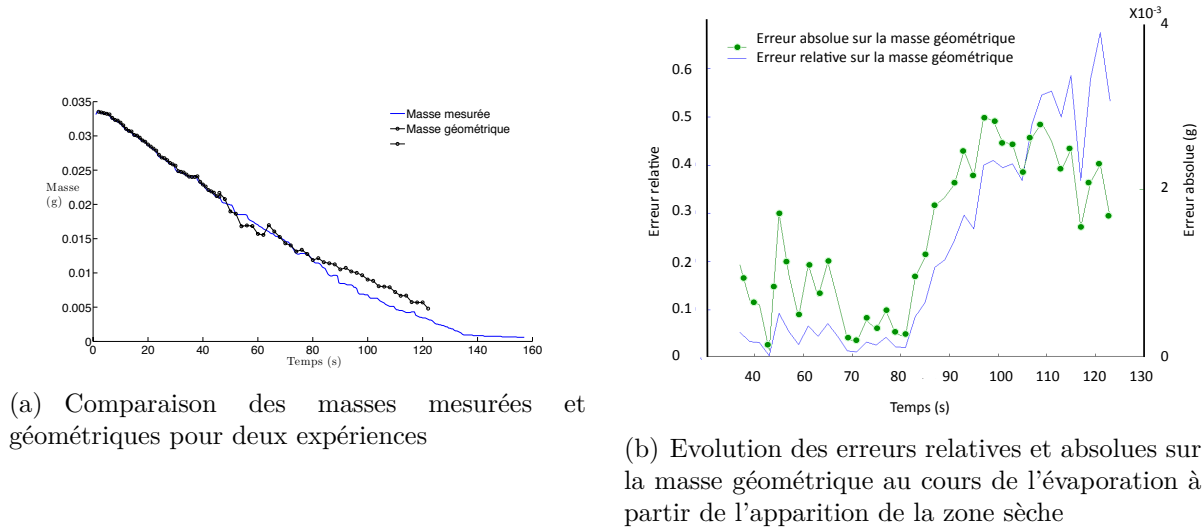 0.035
0.03
0.025
Masse
(g)
0.02
0.015
0.01
0.005
0
0 20 40 60 80 100 120 140 160
Temps (s)
Masse mesurée
Masse géométrique
(a) Comparaison des masses mesurées et
géométriques pour deux expériences
X10-3
Erreur absolue sur la masse géométrique
Erreur relative sur la masse géométrique
Erreur relative
0.6
0.5
0.4
0.3
0.2
0.1
0
4
2
0
Erreur absolue (g)
40 50 60 70 80 90 100 110 120 130
Temps (s)
(b) Evolution des erreurs relatives et absolues sur
la masse géométrique au cours de l'évaporation à
partir de l'apparition de la zone sèche